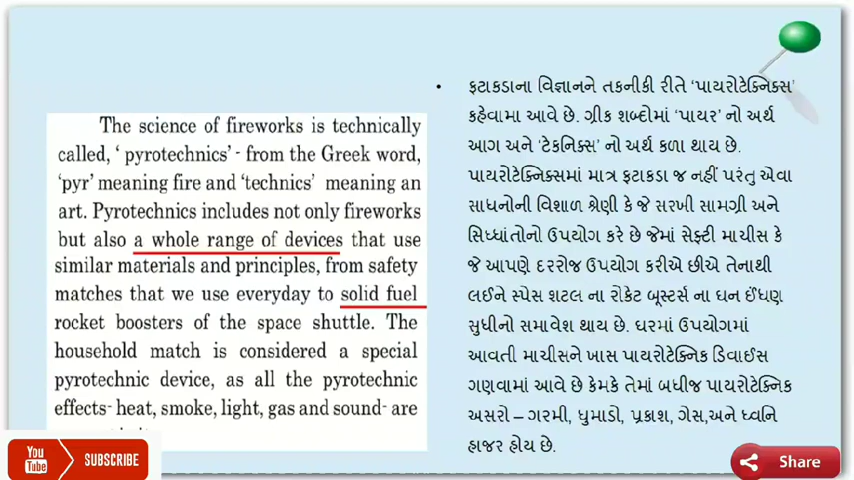 The science of fireworks is technically
called, ‘ pyrotechnics’ - from the Greek word,
‘pyr’ meaning fire and ‘technics’ meaning an
art. Pyrotechnics includes not only fireworks
but also a whole range of devices that use
similar materials and principles, from safety
matches that we use everyday to solid fuel
rocket boosters of the space shuttle. The
household match is considered a special
pyrotechnic device, as all the pyrotechnic
effects- heat, smoke, light, gas and sound- are
• ફટાકડાના વિજ્ઞાનને તકનીકી રીતે ‘પાયરોટેક્નિક્સ’
કહેવામા આવે છે. ગ્રીક શબ્દોમાં ‘પાયર’ નો અર્થ
આગ અને ‘ટેકનિક્સ’ નો અર્થ કળા થાય છે.
પાયરોટેક્નિક્સમાં માત્ર ફટાકડા જ નહીં પરંતુ એવા
સાધનોની વિશાળ શ્રેણી કે જે સરખી સામગ્રી અને
સિધ્ધાંતોનો ઉપયોગ કરે છે જેમાં સેફ્ટી માચીસ કે
જે આપણે દરરોજ ઉપયોગ કરીએ છીએ તેનાથી
લઈને સ્પેસ શટલ ના રોકેટ બૂસ્ટર્સ ના ઘન ઈંધણ
સુધીનો સમાવેશ થાય છે. ઘરમાં ઉપયોગમાં
આવતી માચીસને ખાસ પાયરોટેક્નિક ડિવાઈસ
ગણવામાં આવે છે કેમકે તેમાં બધીજ પાયરોટેક્નિક
અસરો – ગરમી, ધુમાડો, પ્રકાશ, ગેસ,અને ધ્વનિ
હાજર હોય છે.
You
Tube
SUBSCRIBE
Share